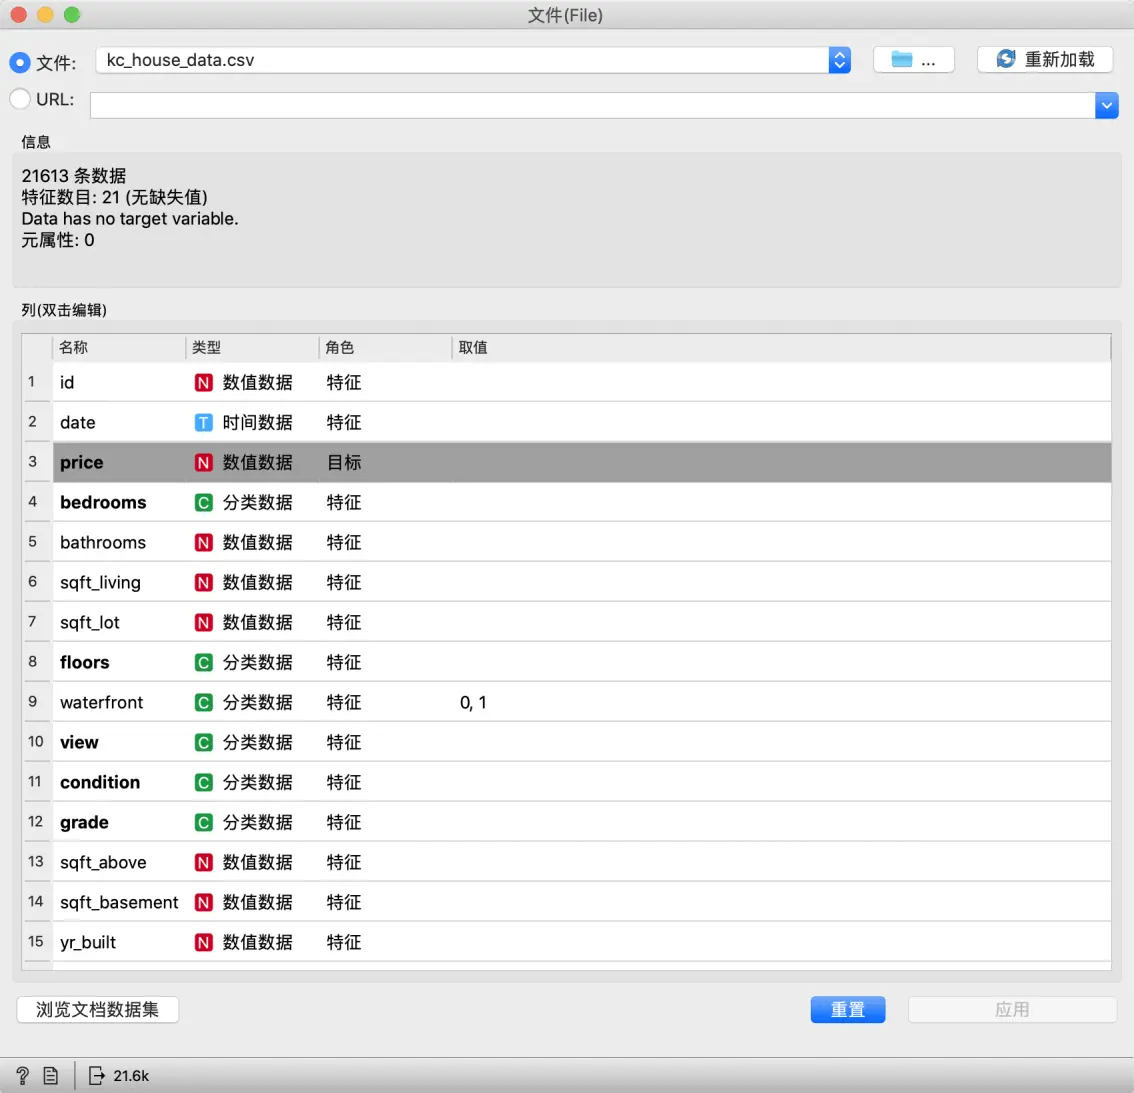 文件(File)
文件: kc_house_data.csv ... 重新加载
URL:
信息
21613 条数据
特征数目: 21 (无缺失值)
Data has no target variable.
元属性: 0
列(双击编辑)
名称 类型 角色 取值
1 id N 数值数据 特征
2 date T 时间数据 特征
3 price N 数值数据 目标
4 bedrooms C 分类数据 特征
5 bathrooms N 数值数据 特征
6 sqft_living N 数值数据 特征
7 sqft_lot N 数值数据 特征
8 floors C 分类数据 特征
9 waterfront C 分类数据 特征 0, 1
10 view C 分类数据 特征
11 condition C 分类数据 特征
12 grade C 分类数据 特征
13 sqft_above N 数值数据 特征
14 sqft_basement N 数值数据 特征
15 yr_built N 数值数据 特征
浏览文档数据集 重置 应用
? 21.6k